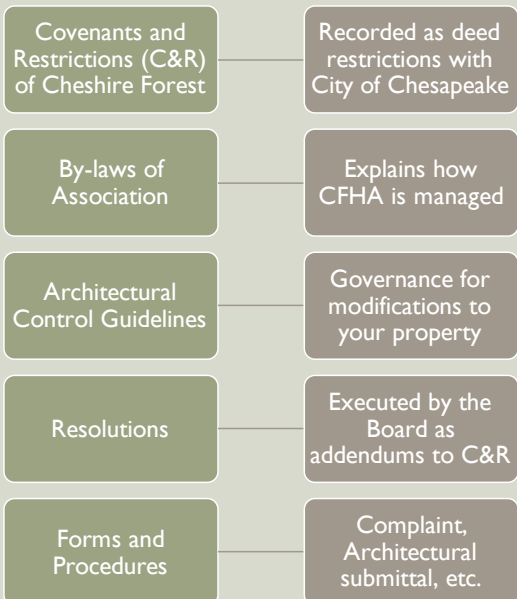 Covenants and
Restrictions (C&R)
of Cheshire Forest
Recorded as deed
restrictions with
City of Chesapeake
By-laws of
Association
Explains how
CFHA is managed
Architectural
Control Guidelines
Governance for
modifications to
your property
Resolutions
Executed by the
Board as
addendums to C&R
Forms and
Procedures
Complaint,
Architectural
submittal, etc.